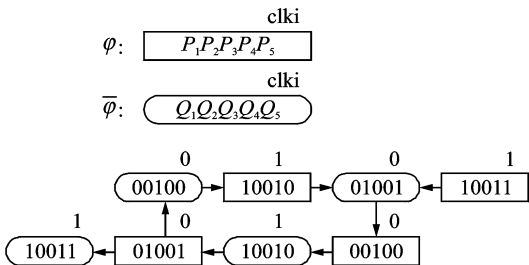 clki
φ: P₁P₂P₃P₄P₅
clki
φ̅: Q₁Q₂Q₃Q₄Q₅
0 1 0 1
00100 10010 01001 10011
1 0 1 0
10011 01001 10010 00100